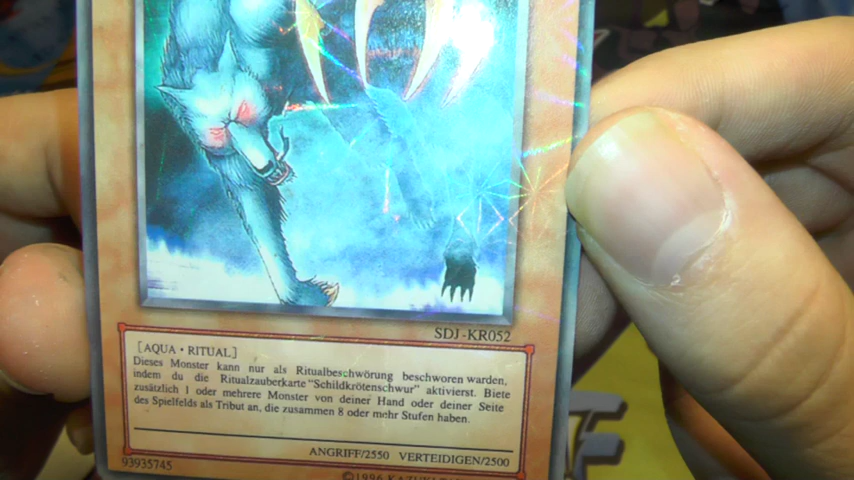 SDJ-KR052
[AQUA · RITUAL]
Dieses Monster kann nur als Ritualbeschwörung beschworen warden,
indem du die Ritualzauberkarte "Schildkrötenschwur" aktivierst. Biete
zusätzlich 1 oder mehrere Monster von deiner Hand oder deiner Seite
des Spielfelds als Tribut an, die zusammen 8 oder mehr Stufen haben.
ANGRIFF/2550 VERTEIDIGEN/2500
93935745
©1996